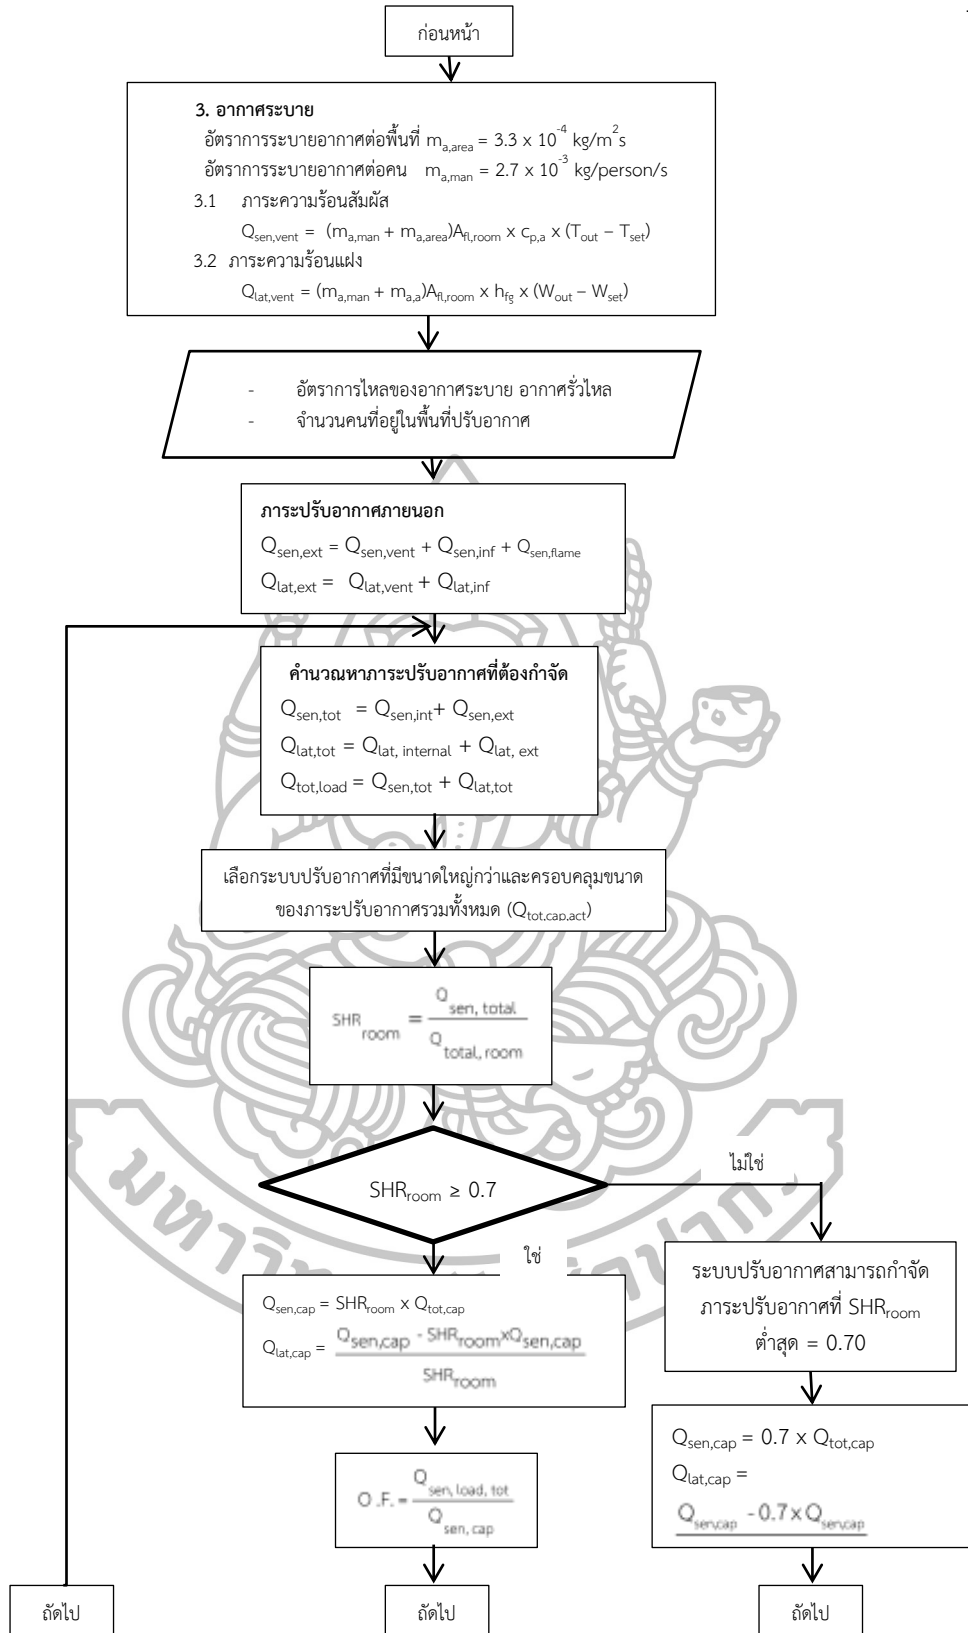 ก่อนหน้า
3. อากาศระบาย
อัตราการระบายอากาศต่อพื้นที่ m_a,area = 3.3 x 10^-4 kg/m^2s
อัตราการระบายอากาศต่อคน m_a,man = 2.7 x 10^-3 kg/person/s
3.1 ภาระความร้อนสัมผัส
Q_sen,vent = (m_a,man + m_a,area)A_fl,room x c_p,a x (T_out – T_set)
3.2 ภาระความร้อนแฝง
Q_lat,vent = (m_a,man + m_a,a)A_fl,room x h_fg x (W_out – W_set)
- อัตราการไหลของอากาศระบาย อากาศรั่วไหล
- จำนวนคนที่อยู่ในพื้นที่ปรับอากาศ
ภาระปรับอากาศภายนอก
Q_sen,ext = Q_sen,vent + Q_sen,inf + Q_sen,flame
Q_lat,ext = Q_lat,vent + Q_lat,inf
คำนวณหาภาระปรับอากาศที่ต้องกำจัด
Q_sen,tot = Q_sen,int + Q_sen,ext
Q_lat,tot = Q_lat, internal + Q_lat, ext
Q_tot,load = Q_sen,tot + Q_lat,tot
เลือกระบบปรับอากาศที่มีขนาดใหญ่กว่าและครอบคลุมขนาด
ของภาระปรับอากาศรวมทั้งหมด (Q_tot,cap,act)
SHR_room = Q_sen, total / Q_total, room
SHR_room ≥ 0.7
ไม่ใช่
ใช่
Q_sen,cap = SHR_room x Q_tot,cap
Q_lat,cap = Q_sen,cap - SHR_room x Q_sen,cap / SHR_room
ระบบปรับอากาศสามารถกำจัด
ภาระปรับอากาศที่ SHR_room
ต่ำสุด = 0.70
Q_sen,cap = 0.7 x Q_tot,cap
Q_lat,cap =
Q_sen,cap - 0.7 x Q_sen,cap
O.F. = Q_sen, load, tot / Q_sen, cap
ถัดไป
ถัดไป
ถัดไป